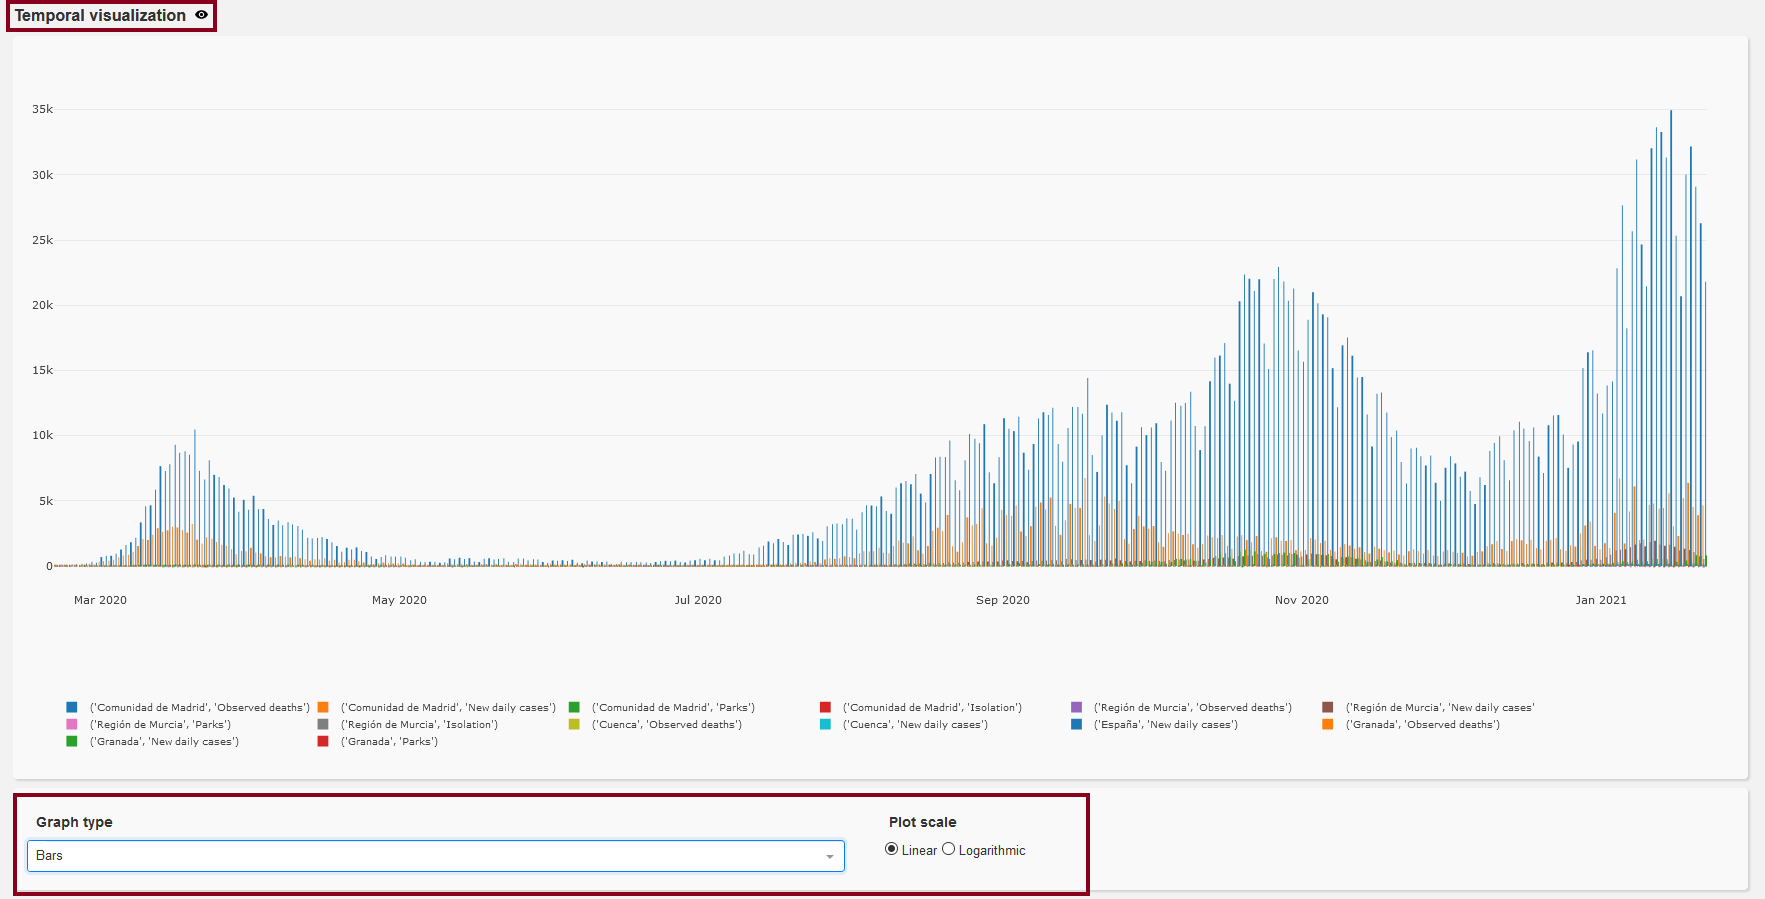 Temporal visualization
35k
30k
25k
20k
15k
10k
5k
0
Mar 2020 May 2020 Jul 2020 Sep 2020 Nov 2020 Jan 2021
('Comunidad de Madrid', 'Observed deaths') ('Comunidad de Madrid', 'New daily cases') ('Comunidad de Madrid', 'Parks') ('Comunidad de Madrid', 'Isolation') ('Región de Murcia', 'Observed deaths') ('Región de Murcia', 'New daily cases'
('Región de Murcia', 'Parks') ('Región de Murcia', 'Isolation') ('Cuenca', 'Observed deaths') ('Cuenca', 'New daily cases') ('España', 'New daily cases') ('Granada', 'Observed deaths')
('Granada', 'New daily cases') ('Granada', 'Parks')
Graph type Plot scale
Bars Linear Logarithmic